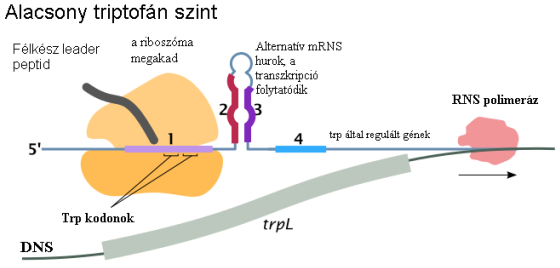 Alacsony triptofán szint
Félkész leader
peptid
a riboszóma
megakad
Alternatív mRNS
hurok, a
transzkripció
folytatódik
RNS polimeráz
2
3
1
4
trp által regulált gének
5'
Trp kodonok
trpL
DNS